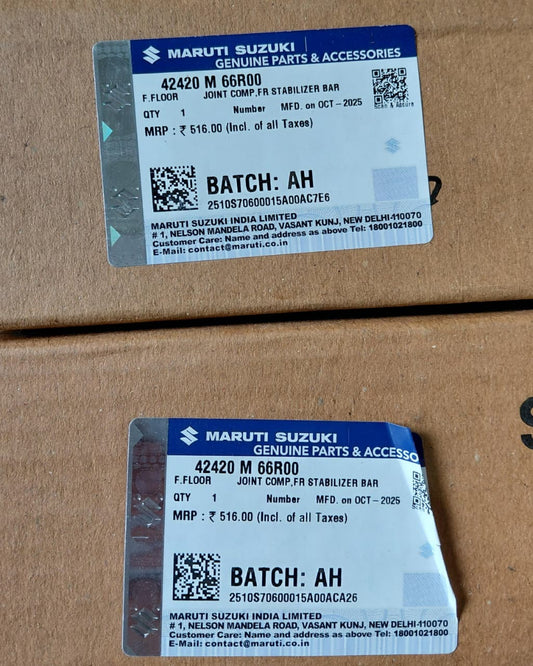 MARUTI SUZUKI
GENUINE PARTS & ACCESSORIES
42420 M 66R00
F.FLOOR JOINT COMP,FR STABILIZER BAR
QTY 1 Number MFD. on OCT-2025
MRP : ₹ 516.00 (Incl. of all Taxes)
BATCH: AH
2510S70600015A00AC7E6
MARUTI SUZUKI INDIA LIMITED
# 1, NELSON MANDELA ROAD, VASANT KUNJ, NEW DELHI-110070
Customer Care: Name and address as above Tel: 18001021800
E-Mail: contact@maruti.co.in
S
MARUTI SUZUKI
GENUINE PARTS & ACCESSO
42420 M 66R00
F.FLOOR JOINT COMP,FR STABILIZER BAR
QTY 1 Number MFD. on OCT-2025
MRP : ₹ 516.00 (Incl. of all Taxes)
BATCH: AH
2510S70600015A00ACA26
MARUTI SUZUKI INDIA LIMITED
# 1, NELSON MANDELA ROAD, VASANT KUNJ, NEW DELHI-110070
Customer Care: Name and address as above Tel: 18001021800
E-Mail: contact@maruti.co.in